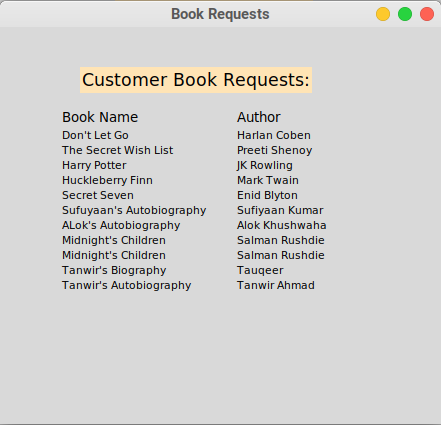 Book Requests
Customer Book Requests:
Book Name Author
Don't Let Go Harlan Coben
The Secret Wish List Preeti Shenoy
Harry Potter JK Rowling
Huckleberry Finn Mark Twain
Secret Seven Enid Blyton
Sufuyaan's Autobiography Sufiyaan Kumar
ALok's Autobiography Alok Khushwaha
Midnight's Children Salman Rushdie
Midnight's Children Salman Rushdie
Tanwir's Biography Tauqeer
Tanwir's Autobiography Tanwir Ahmad